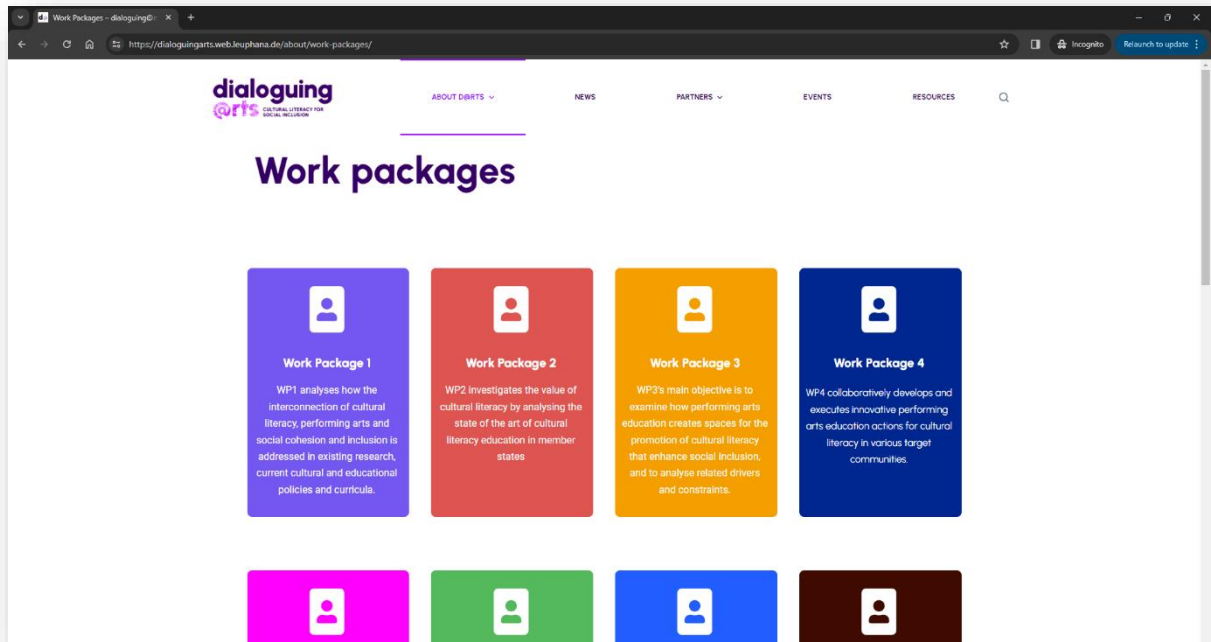 Work Packages – dialoguing@
https://dialoguingarts.web.leuphana.de/about/work-packages/
Incognito
Relaunch to update
dialoguing
@rts CULTURAL LITERACY FOR
SOCIAL INCLUSION
ABOUT D@RTS
NEWS
PARTNERS
EVENTS
RESOURCES
Work packages
Work Package 1
WP1 analyses how the
interconnection of cultural
literacy, performing arts and
social cohesion and inclusion is
addressed in existing research,
current cultural and educational
policies and curricula.
Work Package 2
WP2 investigates the value of
cultural literacy by analysing the
state of the art of cultural
literacy education in member
states
Work Package 3
WP3's main objective is to
examine how performing arts
education creates spaces for the
promotion of cultural literacy
that enhance social inclusion,
and to analyse related drivers
and constraints.
Work Package 4
WP4 collaboratively develops and
executes innovative performing
arts education actions for cultural
literacy in various target
communities.